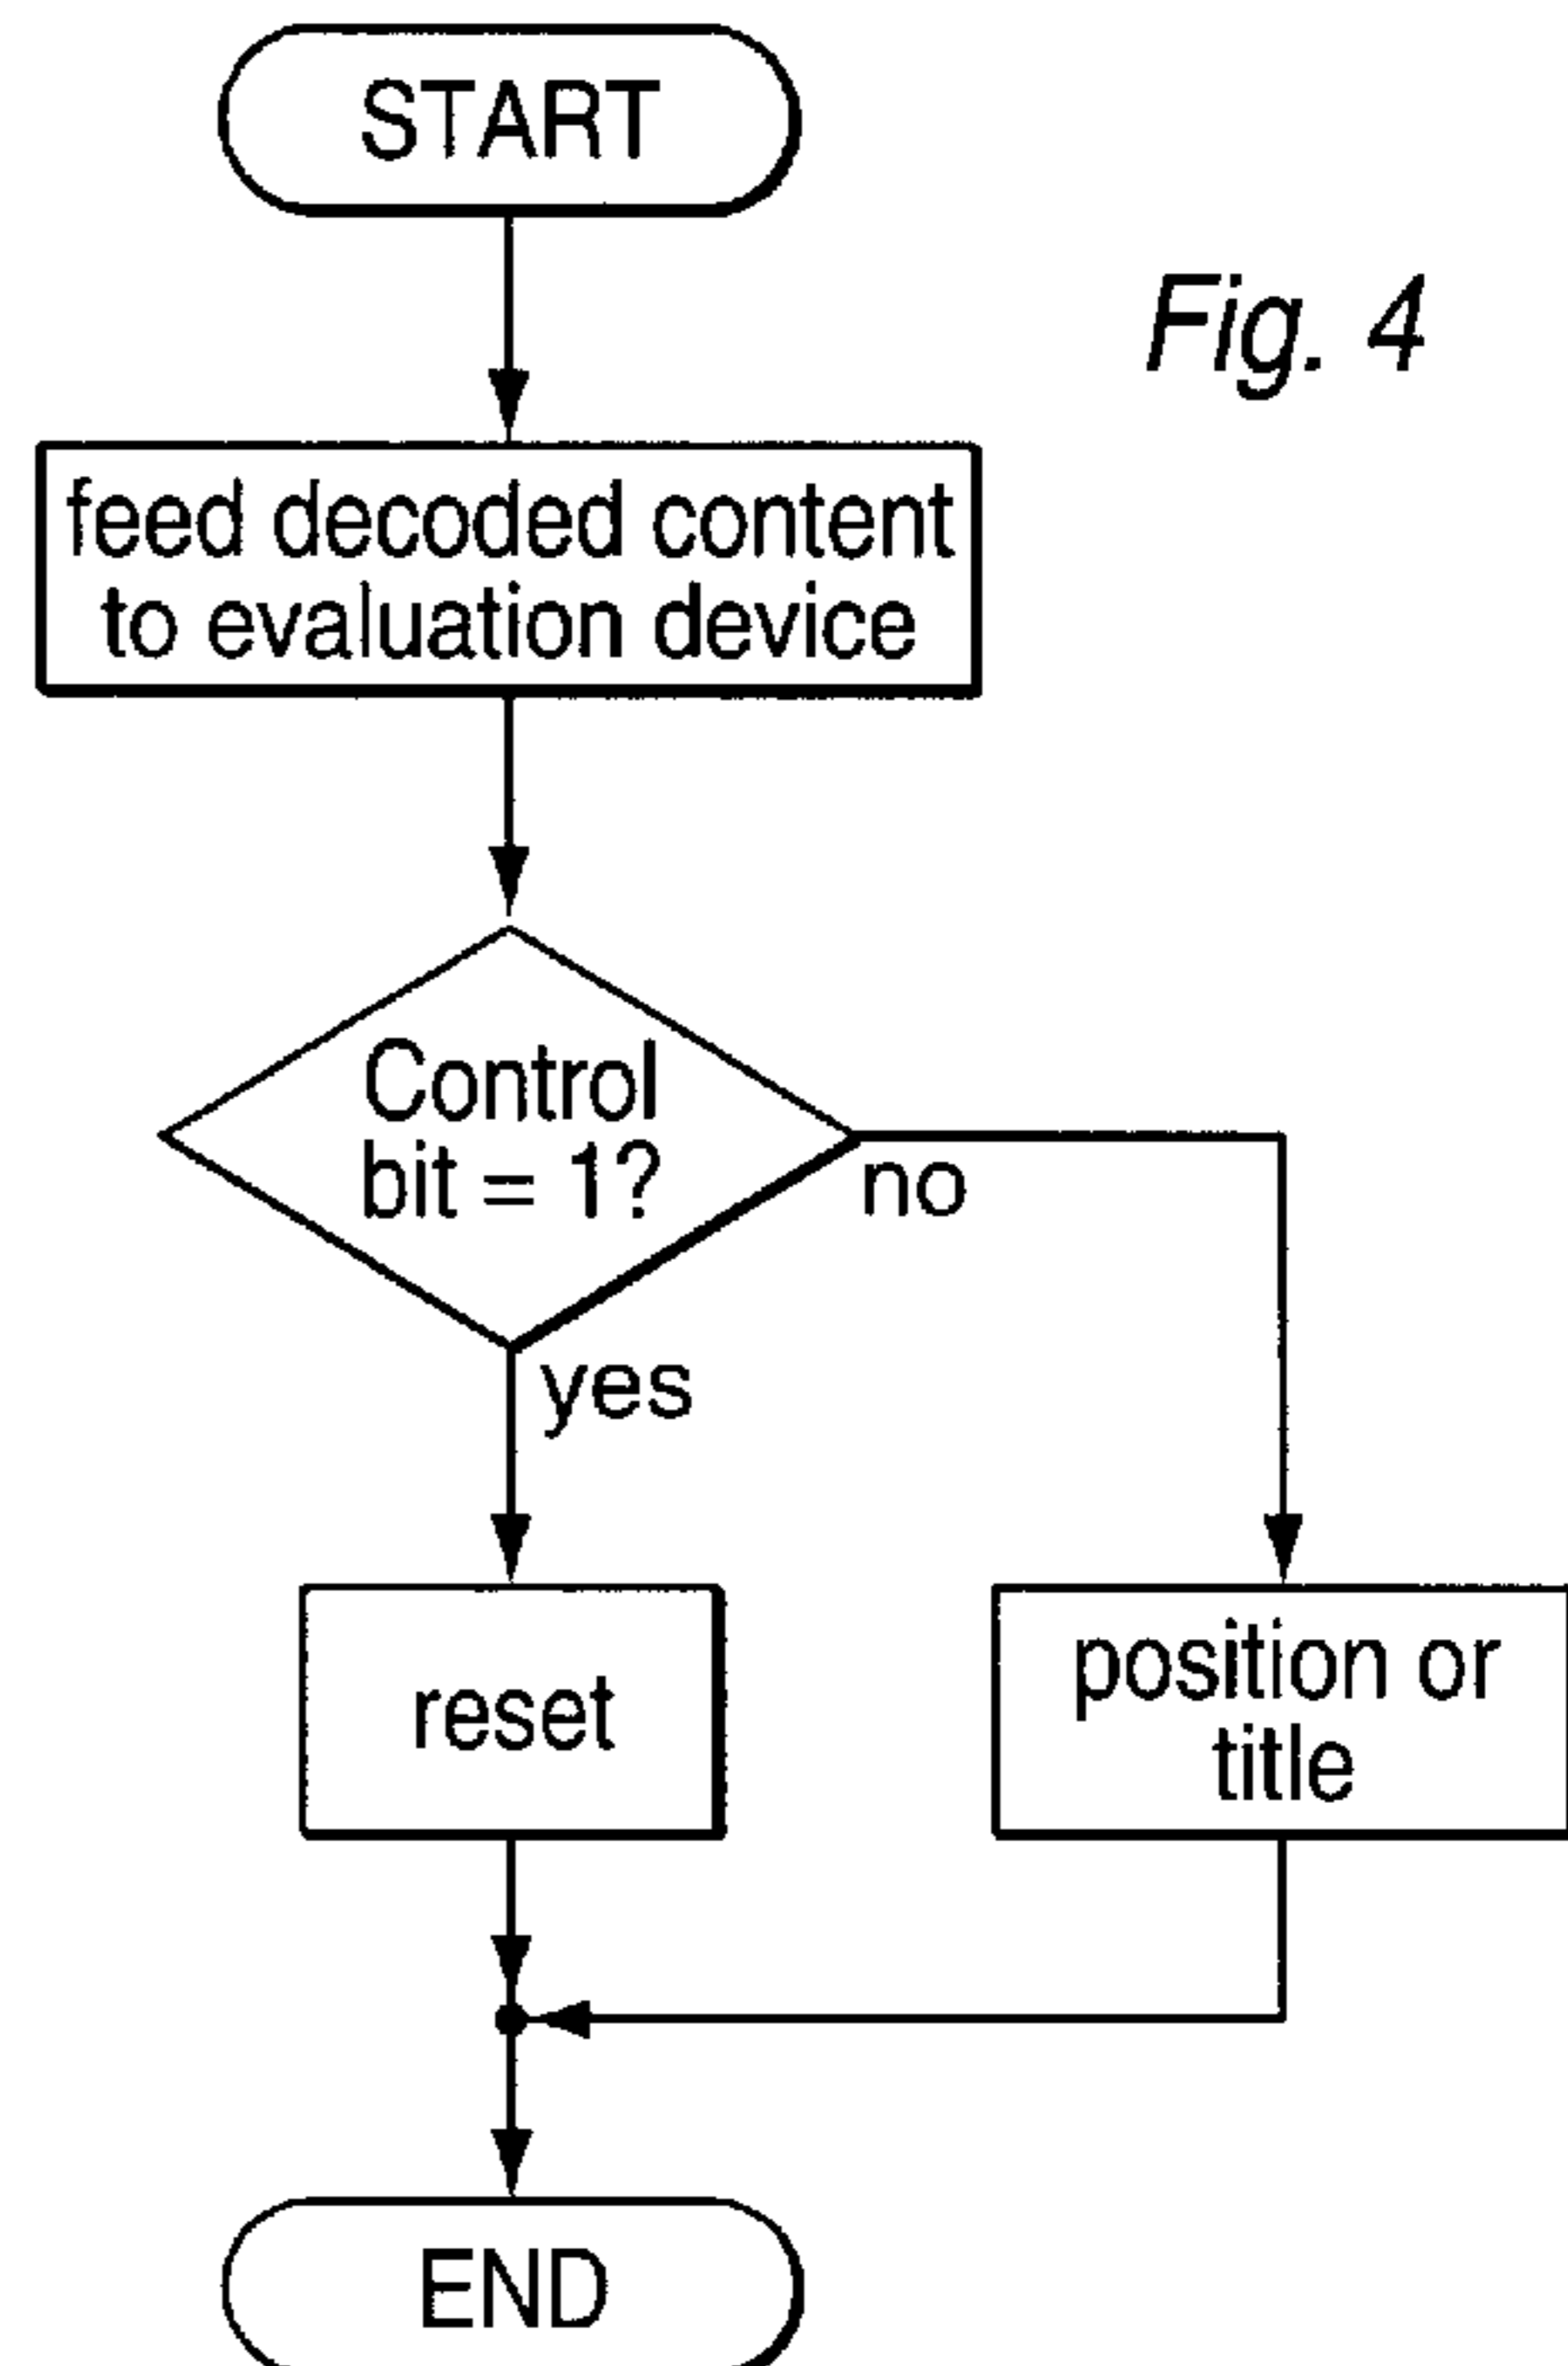 START
Fig. 4
feed decoded content
to evaluation device
Control
bit = 1?
no
yes
reset
position or
title
END